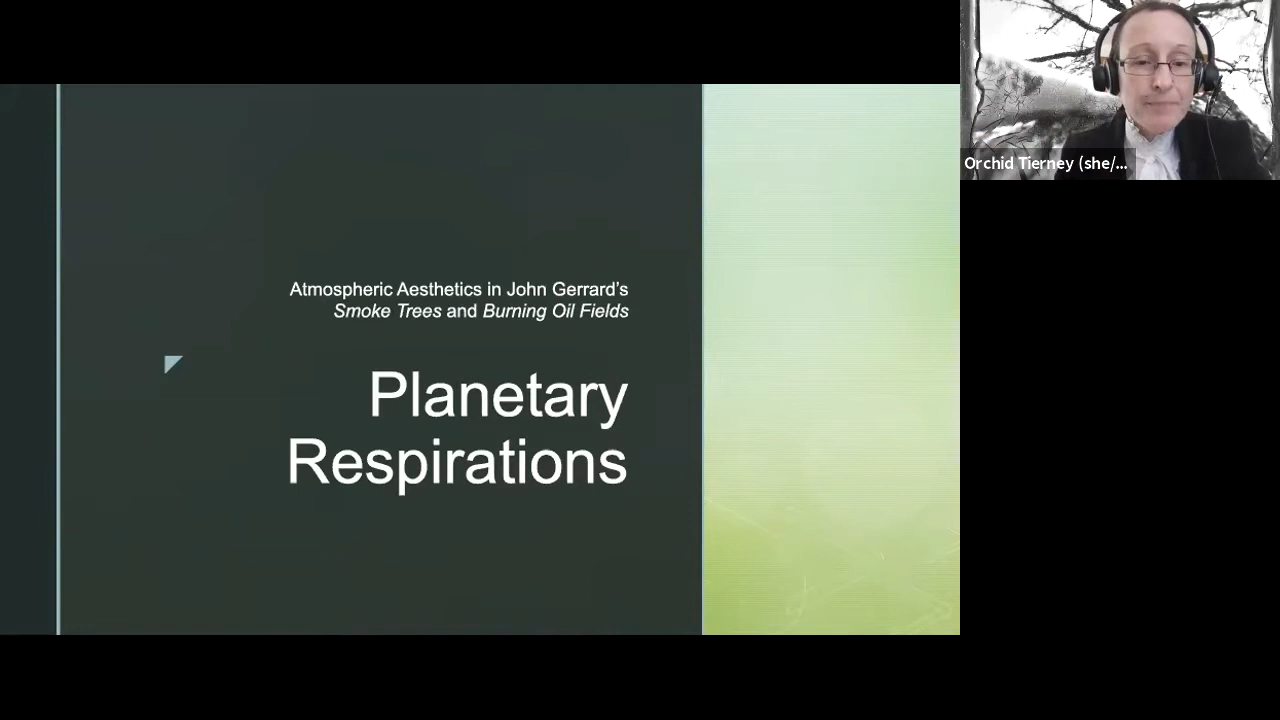 Atmospheric Aesthetics in John Gerrard’s
Smoke Trees and Burning Oil Fields
Planetary
Respirations
Orchid Tierney (she/...